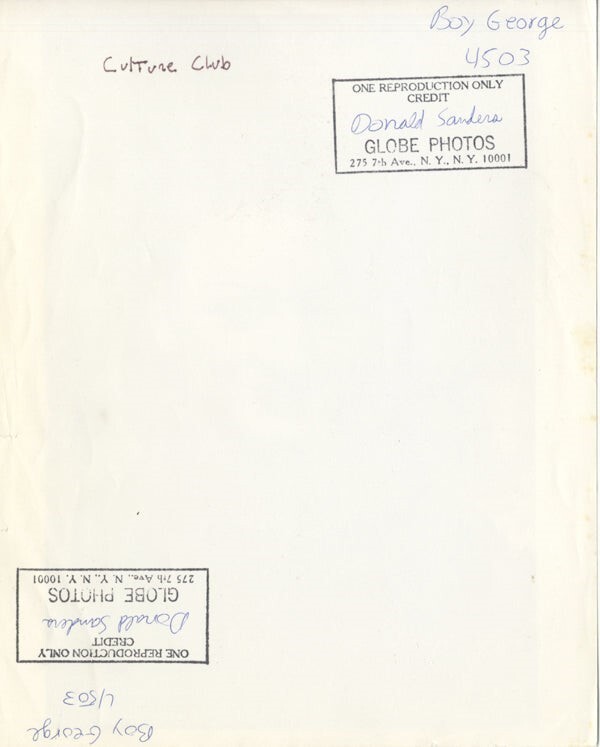 Boy George
4503
Culture Club
ONE REPRODUCTION ONLY
CREDIT
Donald Sanders
GLOBE PHOTOS
275 7th Ave., N. Y., N. Y. 10001
Boy George
4503
ONE REPRODUCTION ONLY
CREDIT
Donald Sanders
GLOBE PHOTOS
275 7th Ave., N. Y., N. Y. 10001